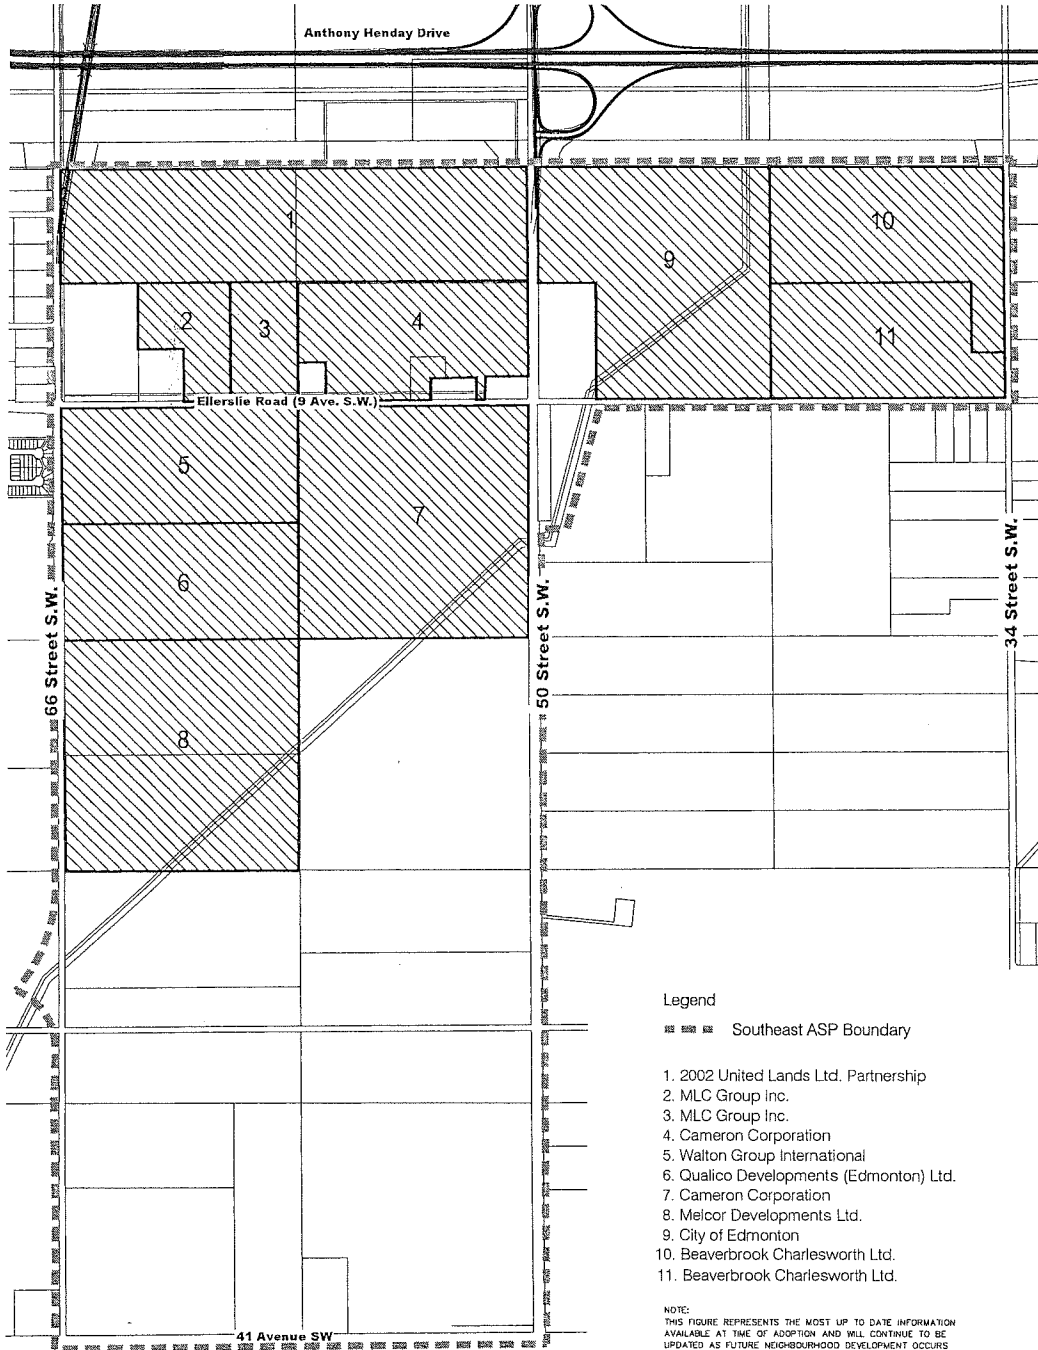 Anthony Henday Drive
1
10
9
2
3
4
11
Ellerslie Road (9 Ave. S.W.)
5
7
6
8
66 Street S.W.
50 Street S.W.
34 Street S.W.
41 Avenue SW
Legend
Southeast ASP Boundary
1. 2002 United Lands Ltd. Partnership
2. MLC Group Inc.
3. MLC Group Inc.
4. Cameron Corporation
5. Walton Group International
6. Qualico Developments (Edmonton) Ltd.
7. Cameron Corporation
8. Melcor Developments Ltd.
9. City of Edmonton
10. Beaverbrook Charlesworth Ltd.
11. Beaverbrook Charlesworth Ltd.
NOTE:
THIS FIGURE REPRESENTS THE MOST UP TO DATE INFORMATION
AVAILABLE AT TIME OF ADOPTION AND WILL CONTINUE TO BE
UPDATED AS FUTURE NEIGHBOURHOOD DEVELOPMENT OCCURS